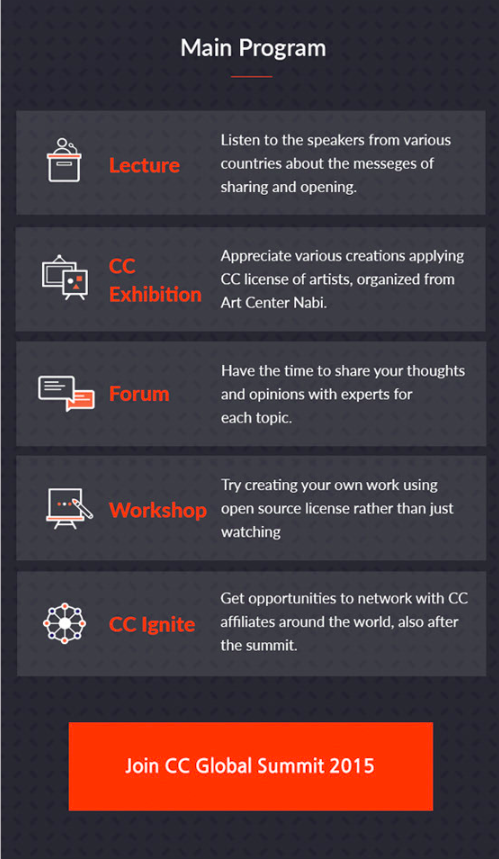 Main Program
Lecture
Listen to the speakers from various
countries about the messeges of
sharing and opening.
CC
Exhibition
Appreciate various creations applying
CC license of artists, organized from
Art Center Nabi.
Forum
Have the time to share your thoughts
and opinions with experts for
each topic.
Workshop
Try creating your own work using
open source license rather than just
watching
CC Ignite
Get opportunities to network with CC
affiliates around the world, also after
the summit.
Join CC Global Summit 2015